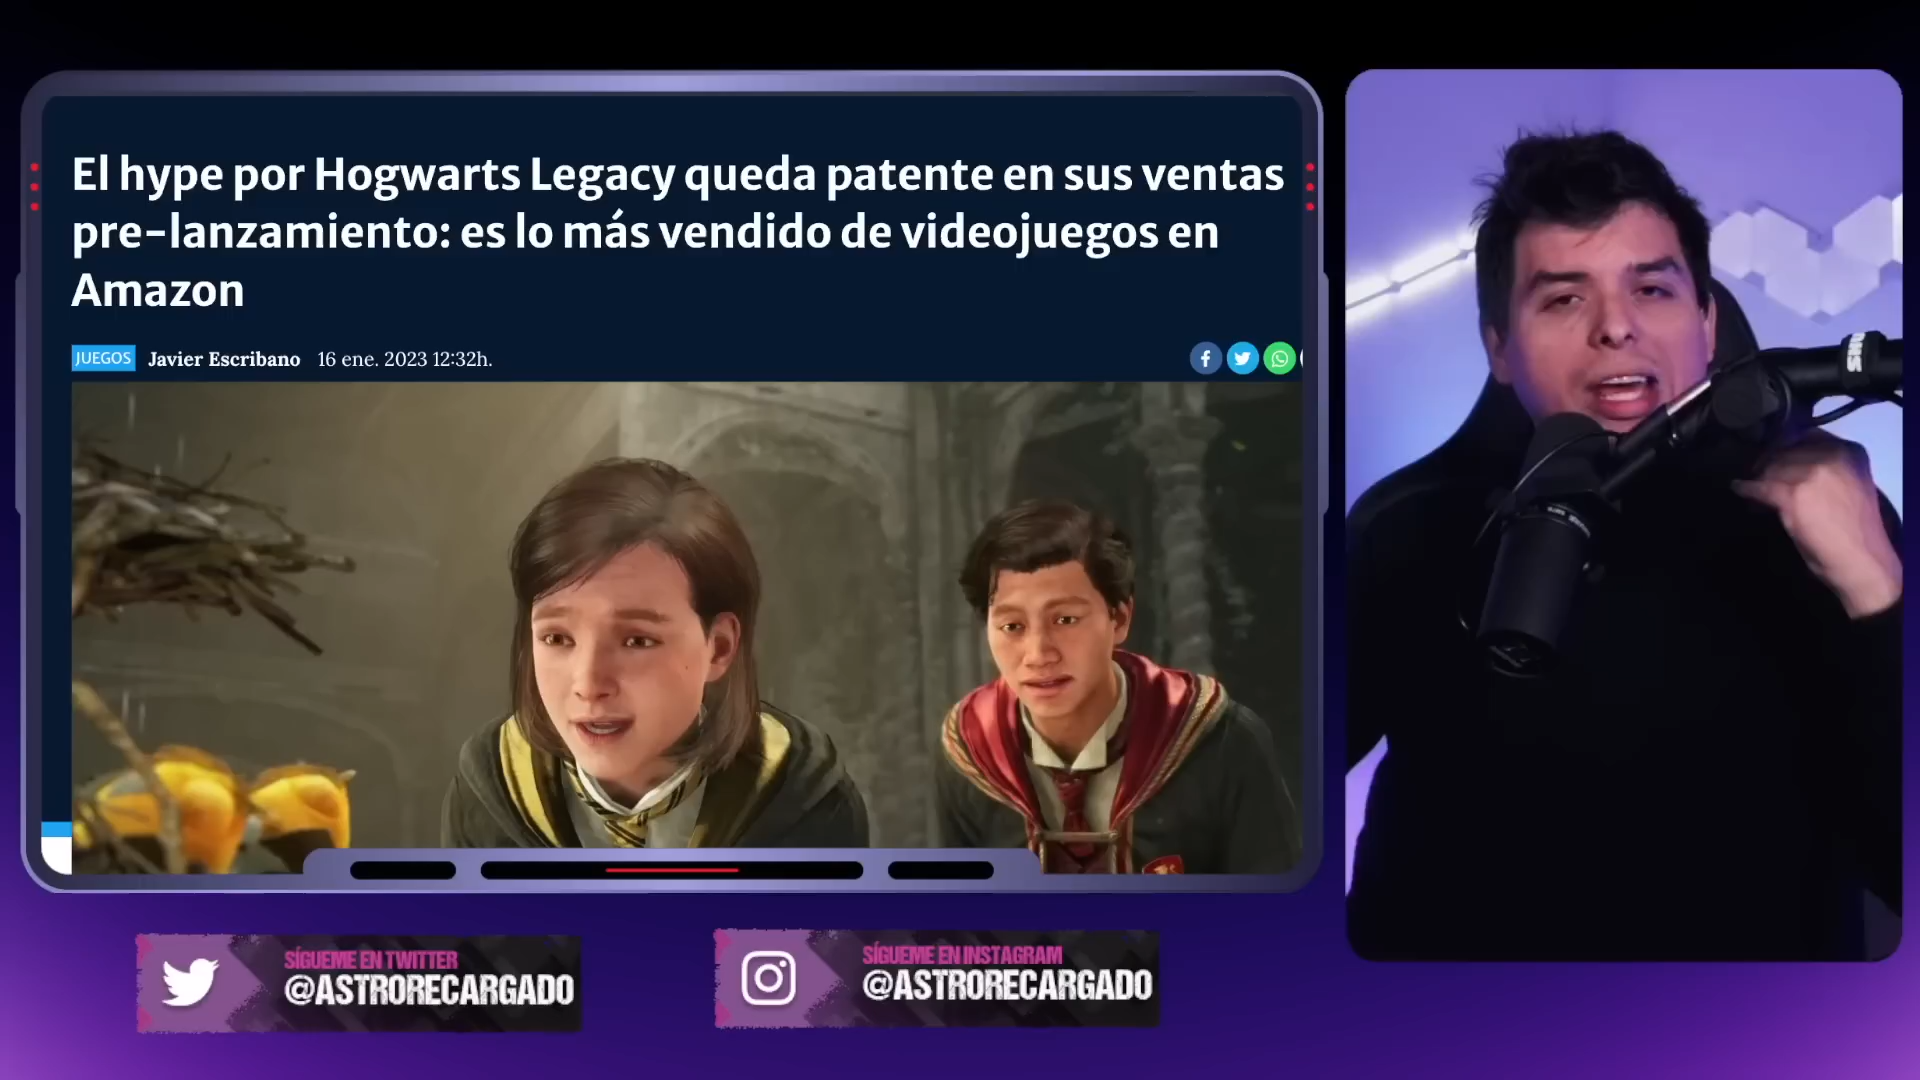 El hype por Hogwarts Legacy queda patente en sus ventas
pre-lanzamiento: es lo más vendido de videojuegos en
Amazon
JUEGOS Javier Escribano 16 ene. 2023 12:32h.
SÍGUEME EN TWITTER
@ASTRORECARGADO
SÍGUEME EN INSTAGRAM
@ASTRORECARGADO